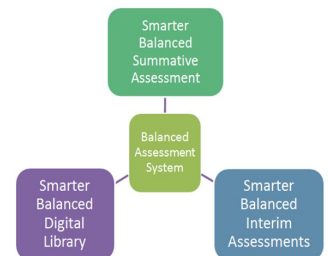 Smarter
Balanced
Summative
Assessment
Balanced
Assessment
System
Smarter
Balanced
Digital
Library
Smarter
Balanced
Interim
Assessments